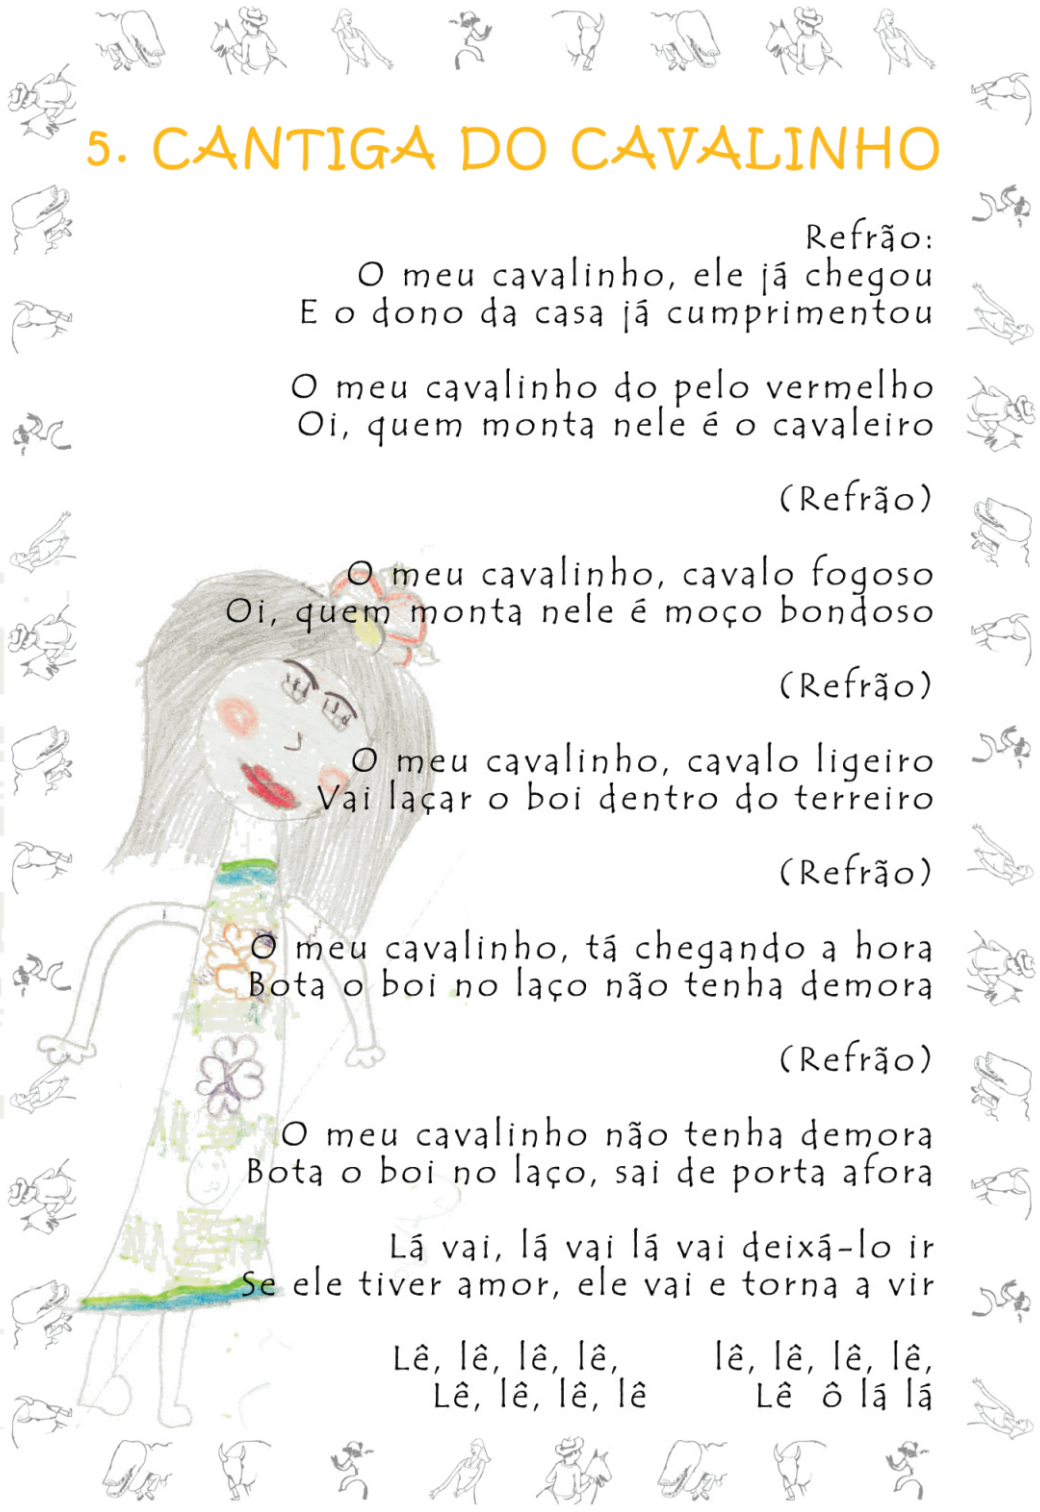 5. CANTIGA DO CAVALINHO
Refrão:
O meu cavalinho, ele já chegou
E o dono da casa já cumprimentou
O meu cavalinho do pelo vermelho
Oi, quem monta nele é o cavaleiro
(Refrão)
O meu cavalinho, cavalo fogoso
Oi, quem monta nele é moço bondoso
(Refrão)
O meu cavalinho, cavalo ligeiro
Vai laçar o boi dentro do terreiro
(Refrão)
O meu cavalinho, tá chegando a hora
Bota o boi no laço não tenha demora
(Refrão)
O meu cavalinho não tenha demora
Bota o boi no laço, sai de porta afora
Lá vai, lá vai lá vai deixá-lo ir
Se ele tiver amor, ele vai e torna a vir
Lê, lê, lê, lê, lê, lê, lê, lê,
Lê, lê, lê, lê Lê ô lá lá